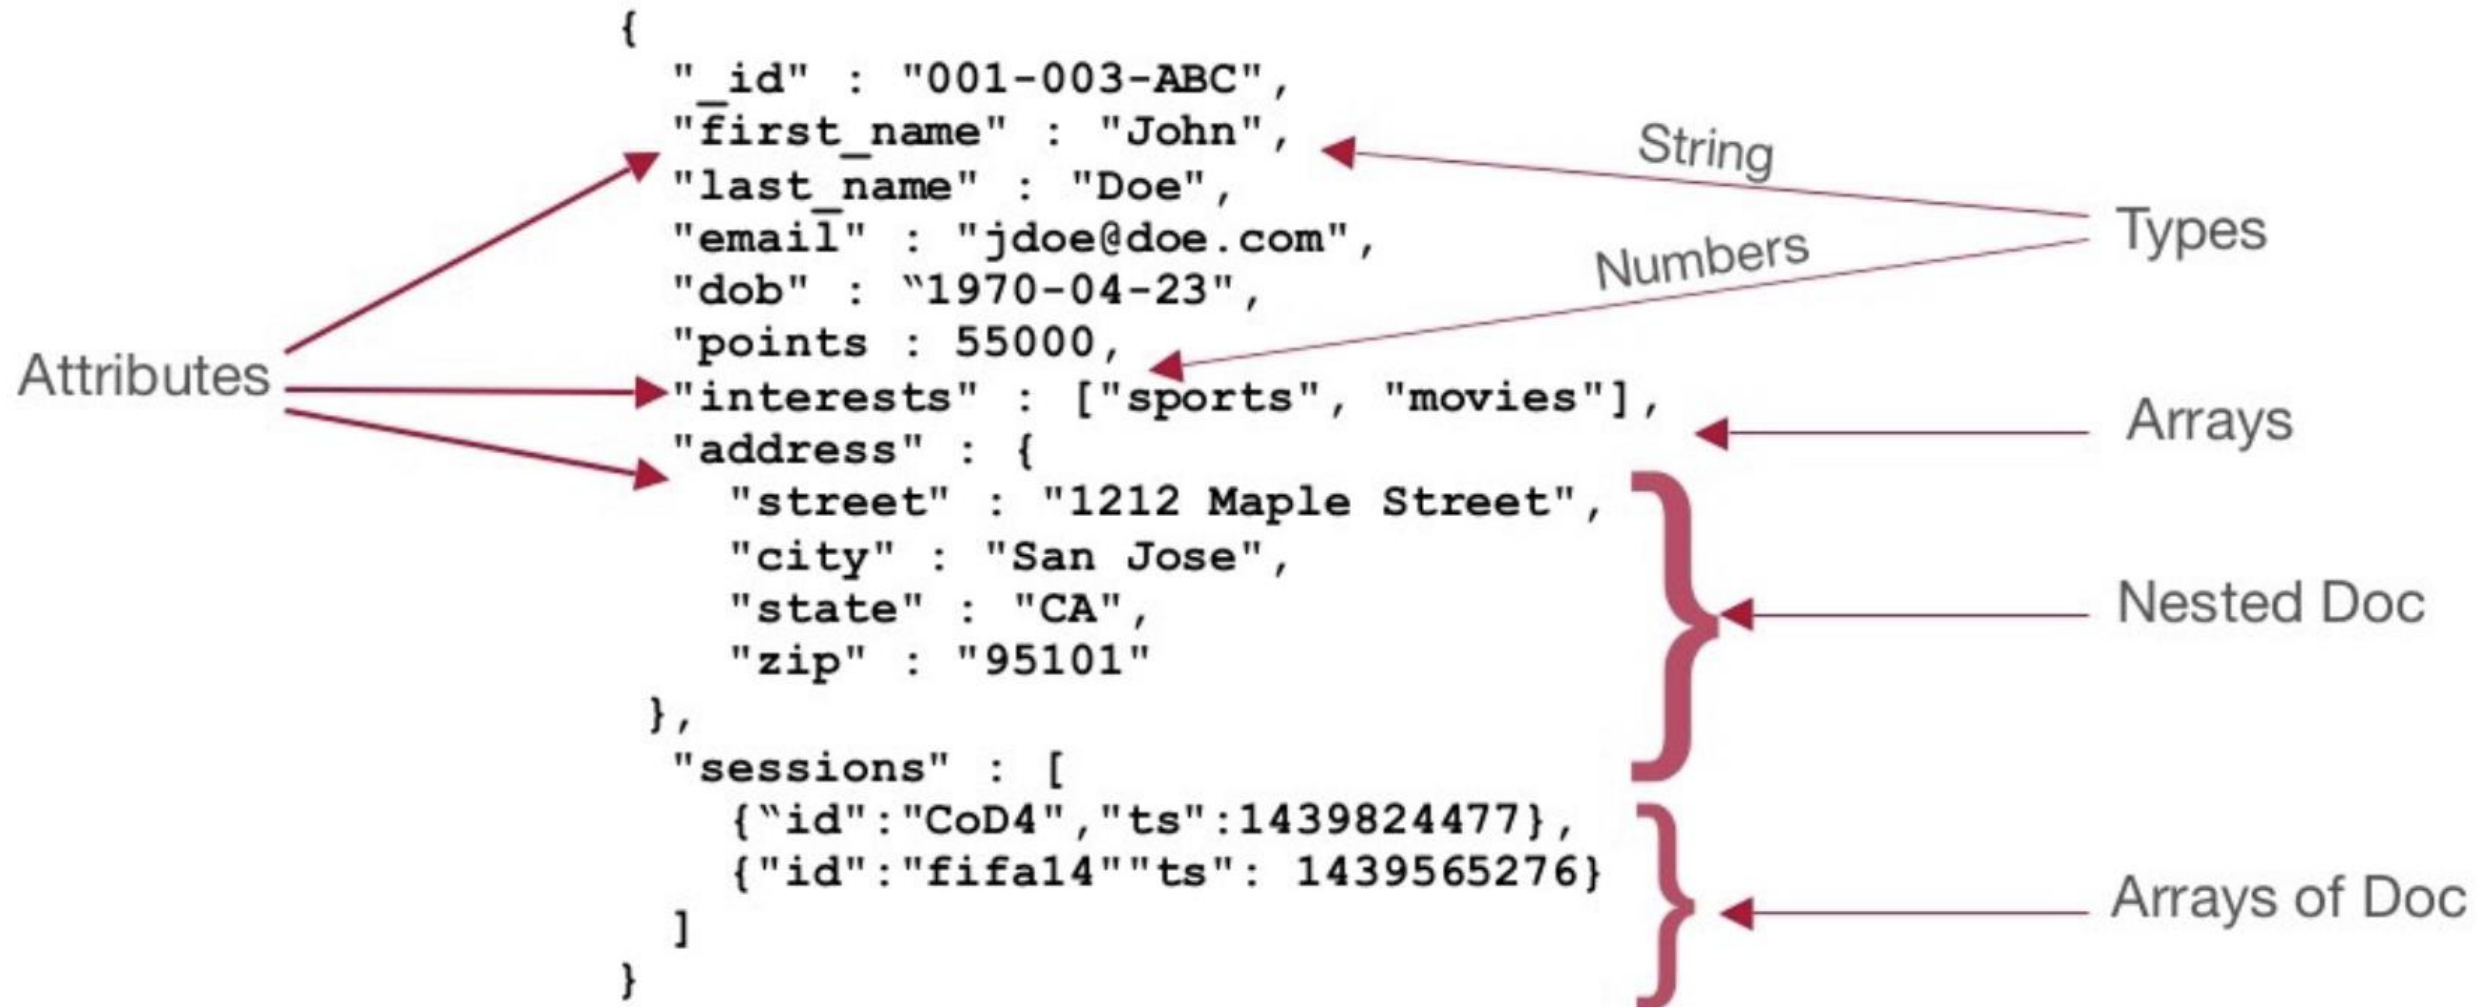 {
"_id" : "001-003-ABC",
"first_name" : "John",
"last_name" : "Doe",
"email" : "jdoe@doe.com",
"dob" : “1970-04-23",
"points : 55000,
"interests" : ["sports", "movies"],
"address" : {
"street" : "1212 Maple Street",
"city" : "San Jose",
"state" : "CA",
"zip" : "95101"
},
"sessions" : [
{“id":"CoD4","ts":1439824477},
{"id":"fifa14""ts": 1439565276}
]
}
Attributes
String
Numbers
Types
Arrays
Nested Doc
Arrays of Doc